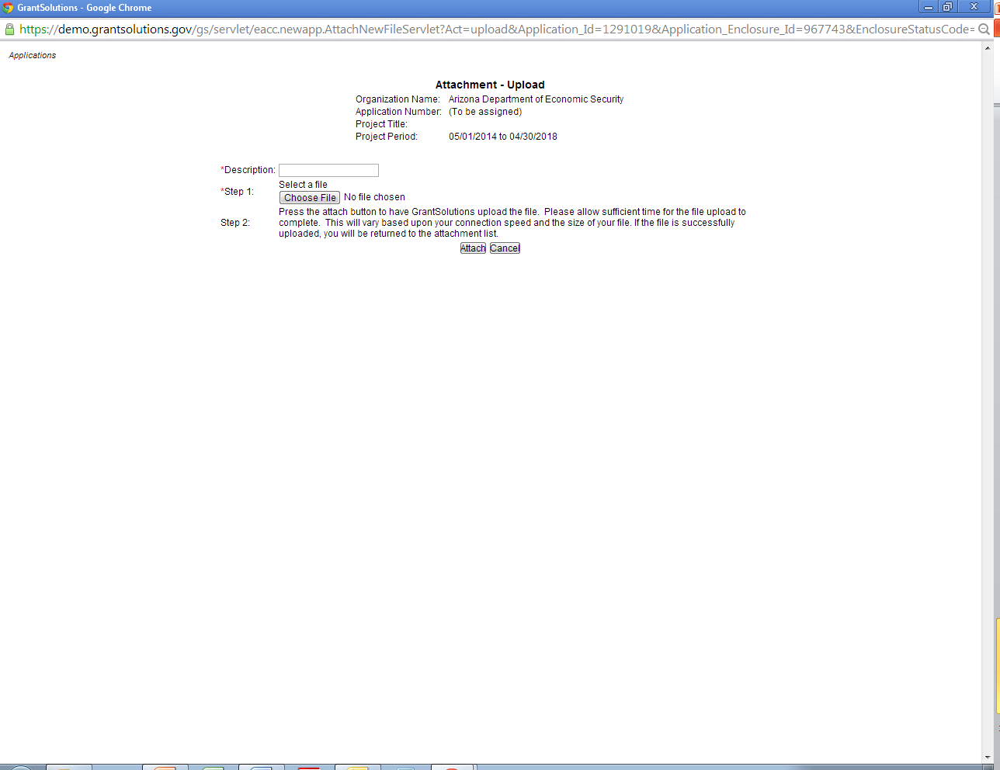 GrantSolutions - Google Chrome
https://demo.grantsolutions.gov/gs/servlet/eacc.newapp.AttachNewFileServlet?Act=upload&Application_Id=1291019&Application_Enclosure_Id=967743&EnclosureStatusCode=
Applications
Attachment - Upload
Organization Name: Arizona Department of Economic Security
Application Number: (To be assigned)
Project Title:
Project Period: 05/01/2014 to 04/30/2018
*Description:
*Step 1: Select a file
Choose File No file chosen
Step 2: Press the attach button to have GrantSolutions upload the file. Please allow sufficient time for the file upload to
complete. This will vary based upon your connection speed and the size of your file. If the file is successfully
uploaded, you will be returned to the attachment list.
Attach Cancel